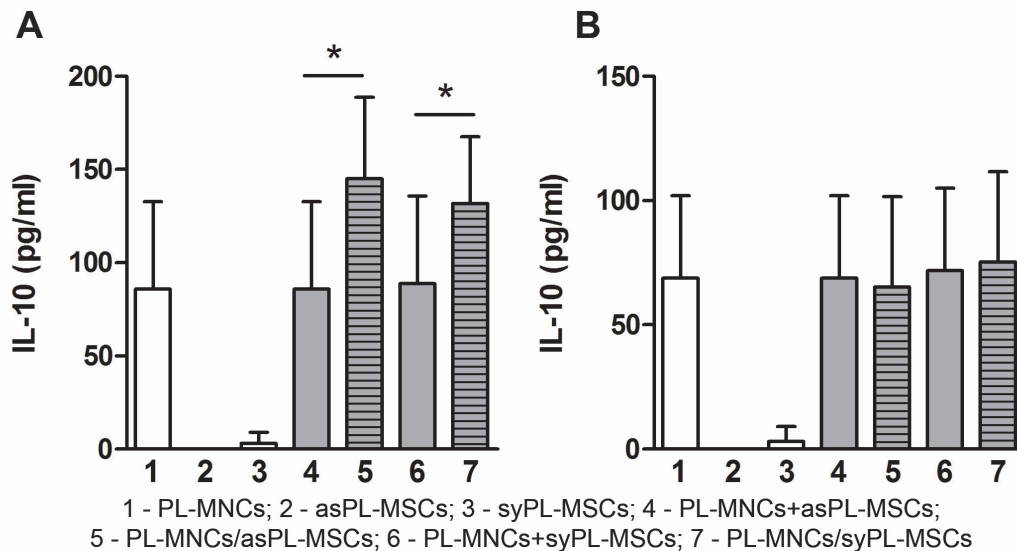 A
B
*
*
200
150
100
50
0
IL-10 (pg/ml)
1 2 3 4 5 6 7
150
100
50
0
IL-10 (pg/ml)
1 2 3 4 5 6 7
1 - PL-MNCs; 2 - asPL-MSCs; 3 - syPL-MSCs; 4 - PL-MNCs+asPL-MSCs;
5 - PL-MNCs/asPL-MSCs; 6 - PL-MNCs+syPL-MSCs; 7 - PL-MNCs/syPL-MSCs